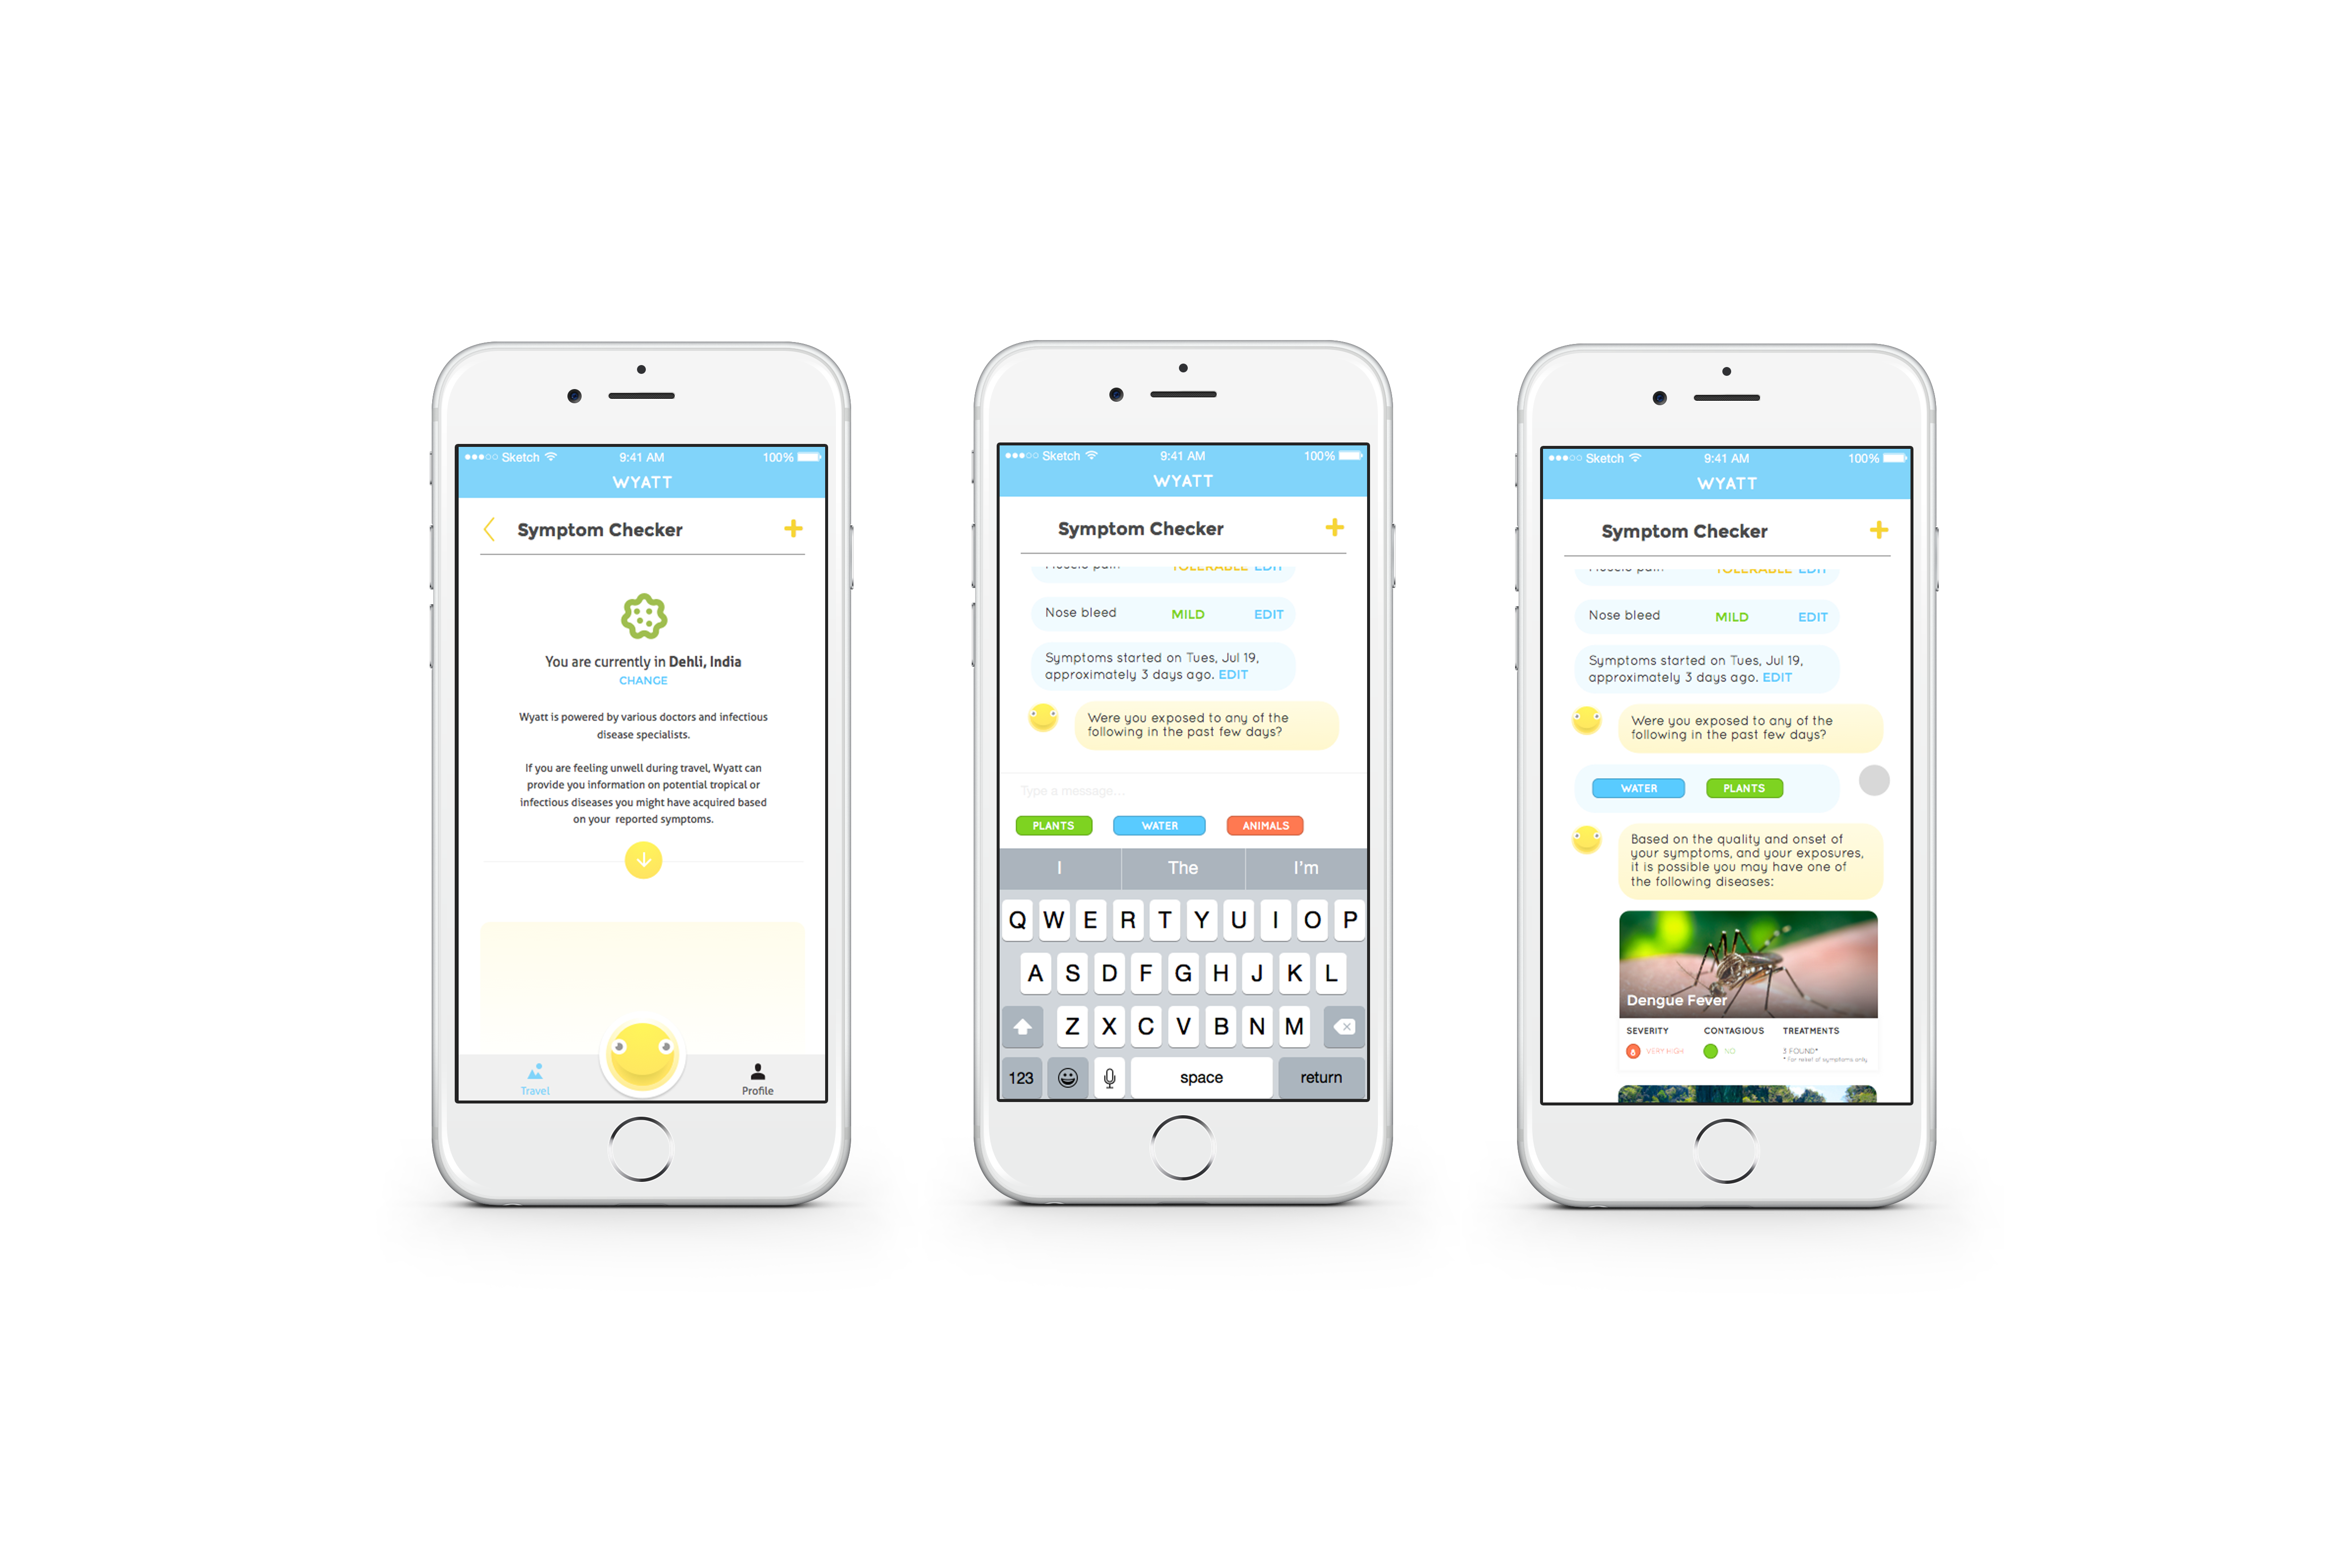 Sketch 9:41 AM 100%
WYATT
Symptom Checker
You are currently in Dehli, India
CHANGE
Wyatt is powered by various doctors and infectious
disease specialists.
If you are feeling unwell during travel, Wyatt can
provide you information on potential tropical or
infectious diseases you might have acquired based
on your reported symptoms.
Travel
Profile
Sketch 9:41 AM 100%
WYATT
Symptom Checker
Muscle pain TOLERABLE EDIT
Nose bleed MILD EDIT
Symptoms started on Tues, Jul 19,
approximately 3 days ago. EDIT
Were you exposed to any of the
following in the past few days?
Type a message...
PLANTS WATER ANIMALS
I The I'm
Q W E R T Y U I O P
A S D F G H J K L
Z X C V B N M
123 space return
Sketch 9:41 AM 100%
WYATT
Symptom Checker
Muscle pain TOLERABLE EDIT
Nose bleed MILD EDIT
Symptoms started on Tues, Jul 19,
approximately 3 days ago. EDIT
Were you exposed to any of the
following in the past few days?
WATER PLANTS
Based on the quality and onset of
your symptoms, and your exposures,
it is possible you may have one of
the following diseases:
Dengue Fever
SEVERITY CONTAGIOUS TREATMENTS
VERY HIGH NO 3 FOUND*
* For relief of symptoms only